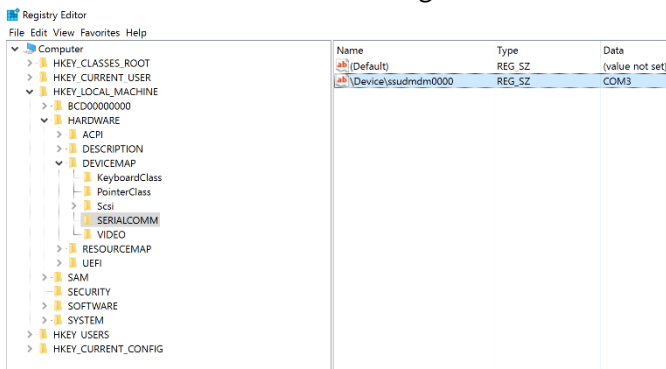 Registry Editor
File Edit View Favorites Help
Computer
HKEY_CLASSES_ROOT
HKEY_CURRENT_USER
HKEY_LOCAL_MACHINE
BCD00000000
HARDWARE
ACPI
DESCRIPTION
DEVICEMAP
KeyboardClass
PointerClass
Scsi
SERIALCOMM
VIDEO
RESOURCEMAP
UEFI
SAM
SECURITY
SOFTWARE
SYSTEM
HKEY_USERS
HKEY_CURRENT_CONFIG
Name Type Data
ab (Default) REG_SZ (value not set)
ab \Device\ssudmdm0000 REG_SZ COM3